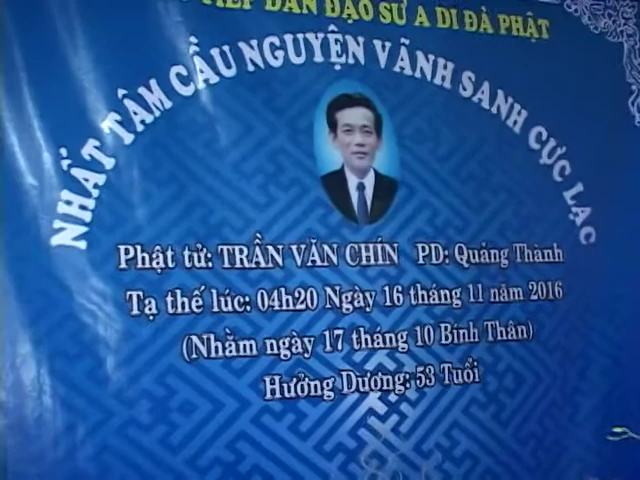 TIẾP DẪN ĐẠO SƯ A DI ĐÀ PHẬT
NHẤT TÂM CẦU NGUYỆN VÃNH SANH CỰC LẠC
Phật tử: TRẦN VĂN CHÍN PD: Quảng Thành
Tạ thế lúc: 04h20 Ngày 16 tháng 11 năm 2016
(Nhằm ngày 17 tháng 10 Bính Thân)
Hưởng Dương: 53 Tuổi